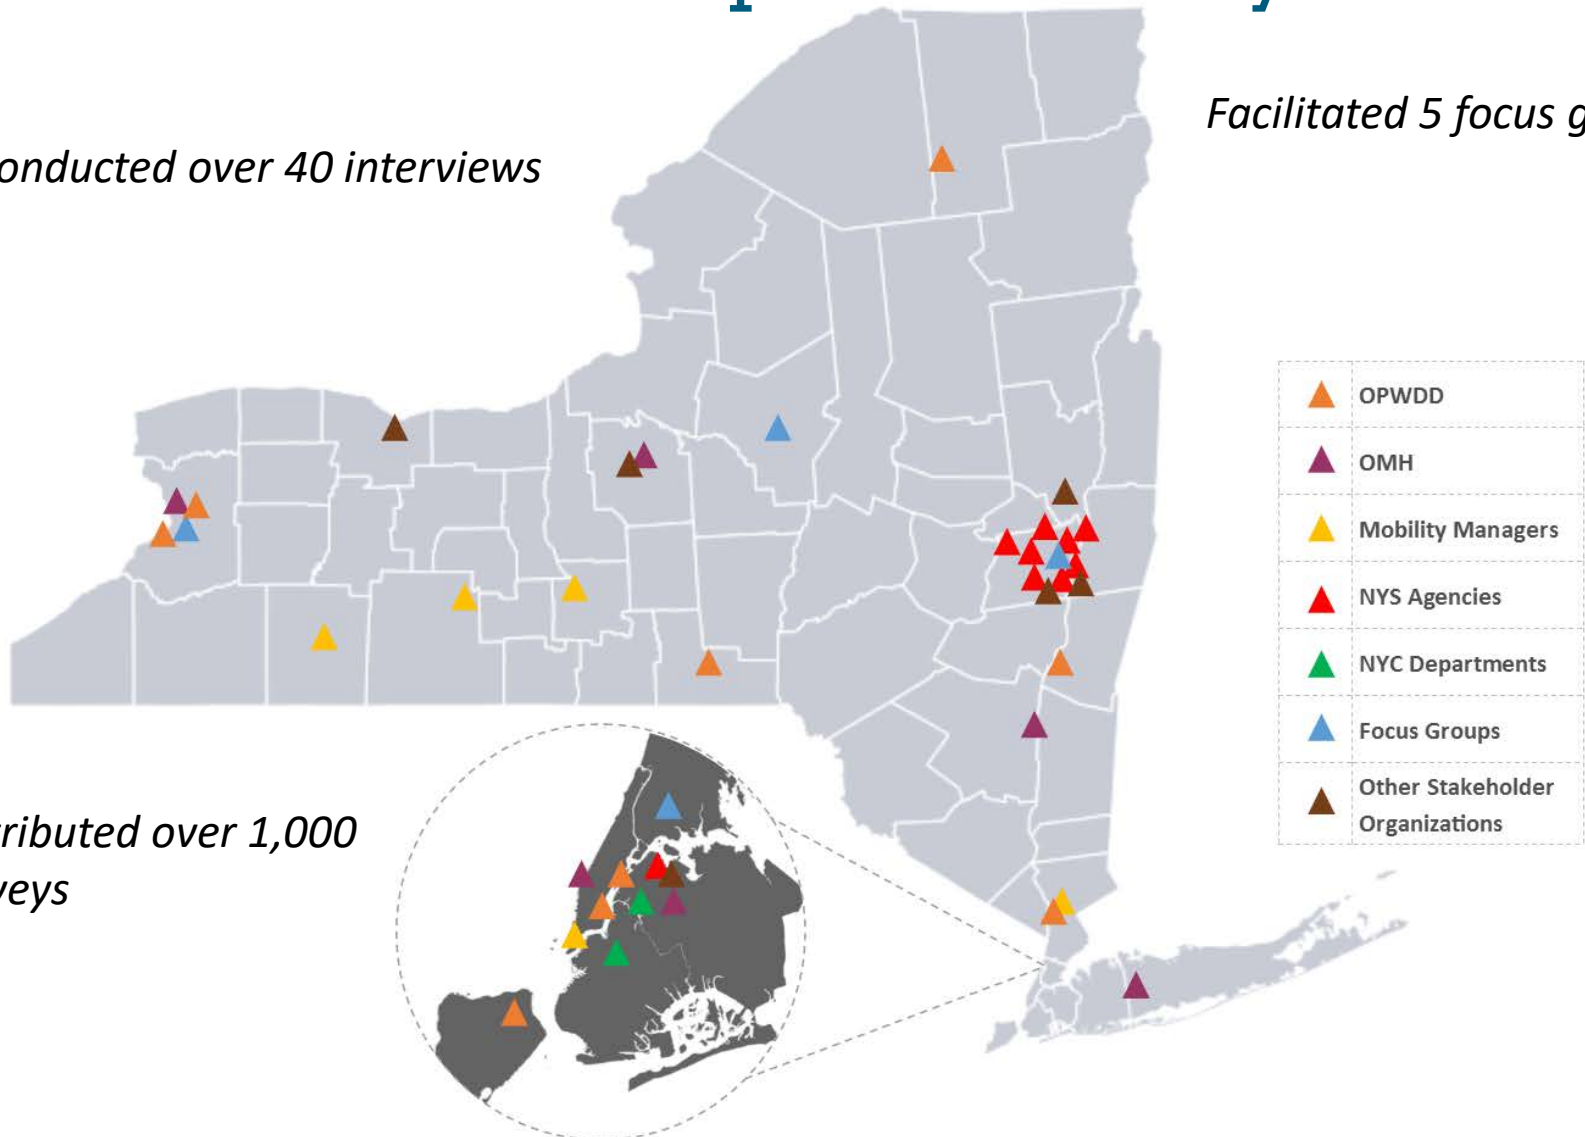 Facilitated 5 focus g
onducted over 40 interviews
OPWDD
OMH
Mobility Managers
NYS Agencies
NYC Departments
Focus Groups
Other Stakeholder
Organizations
tributed over 1,000
veys